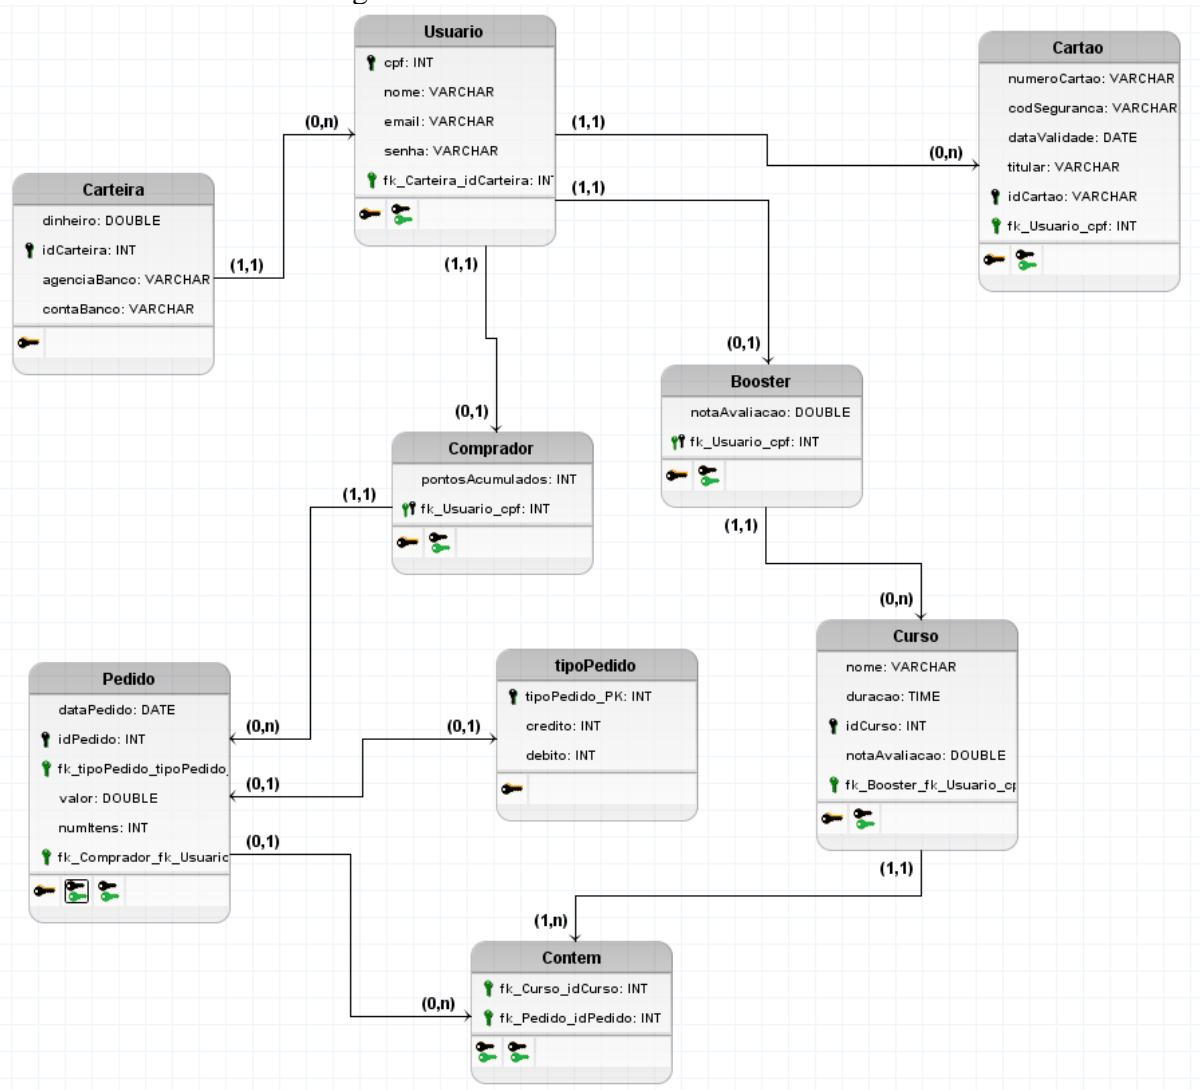 Usuario
cpf: INT
nome: VARCHAR
email: VARCHAR
senha: VARCHAR
fk_Carteira_idCarteira: INT
Cartao
numeroCartao: VARCHAR
codSeguranca: VARCHAR
dataValidade: DATE
titular: VARCHAR
idCartao: VARCHAR
fk_Usuario_cpf: INT
(0,n)
(1,1)
(0,n)
(1,1)
Carteira
dinheiro: DOUBLE
idCarteira: INT
agenciaBanco: VARCHAR
contaBanco: VARCHAR
(1,1)
(1,1)
(0,1)
(0,1)
Booster
notaAvaliacao: DOUBLE
fk_Usuario_cpf: INT
Comprador
pontosAcumulados: INT
fk_Usuario_cpf: INT
(1,1)
(1,1)
(0,n)
Curso
nome: VARCHAR
duracao: TIME
idCurso: INT
notaAvaliacao: DOUBLE
fk_Booster_fk_Usuario_cp
Pedido
dataPedido: DATE
idPedido: INT
fk_tipoPedido_tipoPedido_
valor: DOUBLE
numItens: INT
fk_Comprador_fk_Usuario
tipoPedido
tipoPedido_PK: INT
credito: INT
debito: INT
(0,n)
(0,1)
(0,1)
(0,1)
(1,1)
(1,n)
(0,n)
Contem
fk_Curso_idCurso: INT
fk_Pedido_idPedido: INT